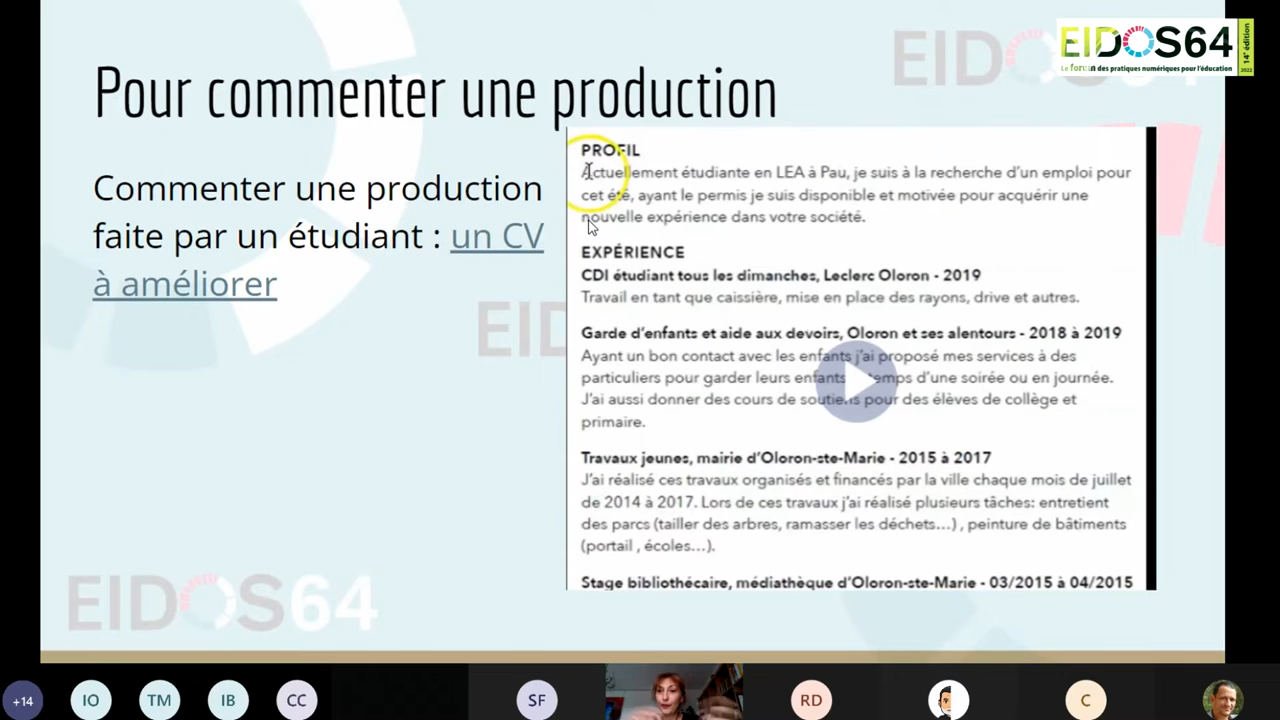 EIDOS64
Le forum des pratiques numériques pour l'éducation
14e édition
2022
EIDOS64
Pour commenter une production
Commenter une production
faite par un étudiant : un CV
à améliorer
PROFIL
Actuellement étudiante en LEA à Pau, je suis à la recherche d'un emploi pour
cet été, ayant le permis je suis disponible et motivée pour acquérir une
nouvelle expérience dans votre société.
EXPÉRIENCE
CDI étudiant tous les dimanches, Leclerc Oloron - 2019
Travail en tant que caissière, mise en place des rayons, drive et autres.
Garde d'enfants et aide aux devoirs, Oloron et ses alentours - 2018 à 2019
Ayant un bon contact avec les enfants j'ai proposé mes services à des
particuliers pour garder leurs enfants temps d'une soirée ou en journée.
J'ai aussi donner des cours de soutiens pour des élèves de collège et
primaire.
Travaux jeunes, mairie d'Oloron-ste-Marie - 2015 à 2017
J'ai réalisé ces travaux organisés et financés par la ville chaque mois de juillet
de 2014 à 2017. Lors de ces travaux j'ai réalisé plusieurs tâches: entretient
des parcs (tailler des arbres, ramasser les déchets...) , peinture de bâtiments
(portail , écoles...).
Stage bibliothécaire, médiathèque d'Oloron-ste-Marie - 03/2015 à 04/2015
EIDOS64
+14
IO
TM
IB
CC
SF
RD
C